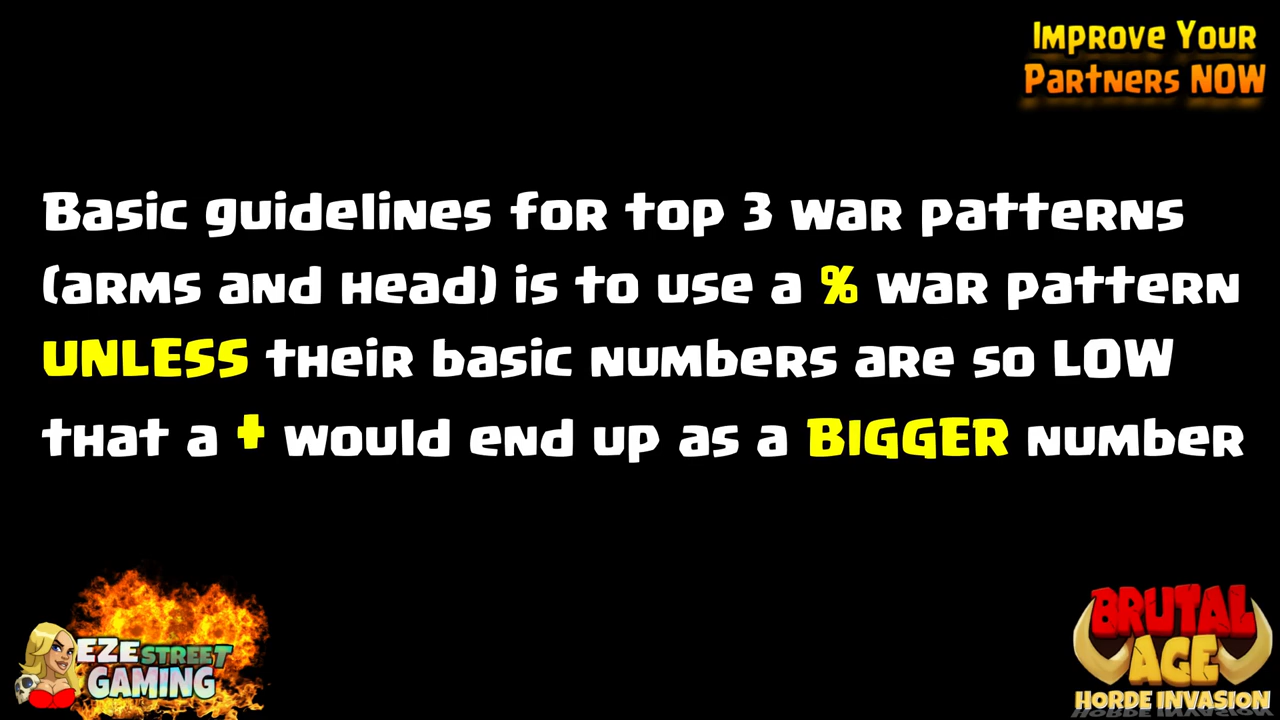 Improve Your
Partners NOW
Basic guidelines for top 3 war patterns
(arms and head) is to use a % war pattern
UNLESS their basic numbers are so LOW
that a + would end up as a BIGGER number
EZE STREET
GAMING
BRUTAL
AGE
HORDE INVASION